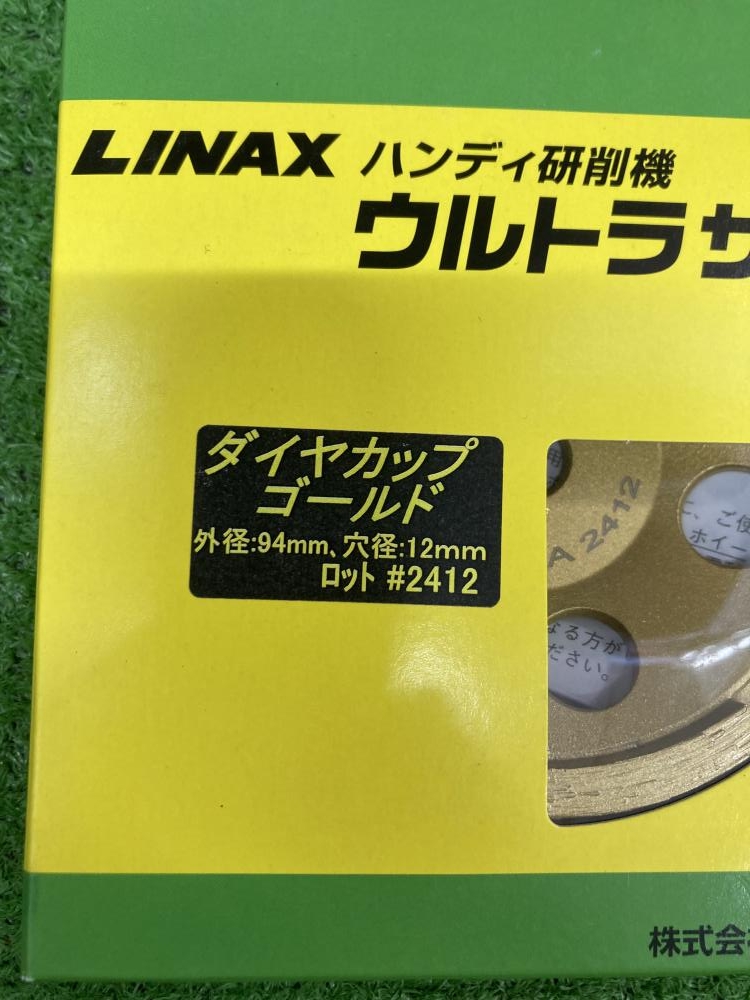 LINAX ハンディ研削機
ウルトラサ
ダイヤカップ
ゴールド
外径:94mm、穴径:12mm
ロット #2412
用
A 2412
に、ご使
ホイー
なる方が
ださい。
株式会